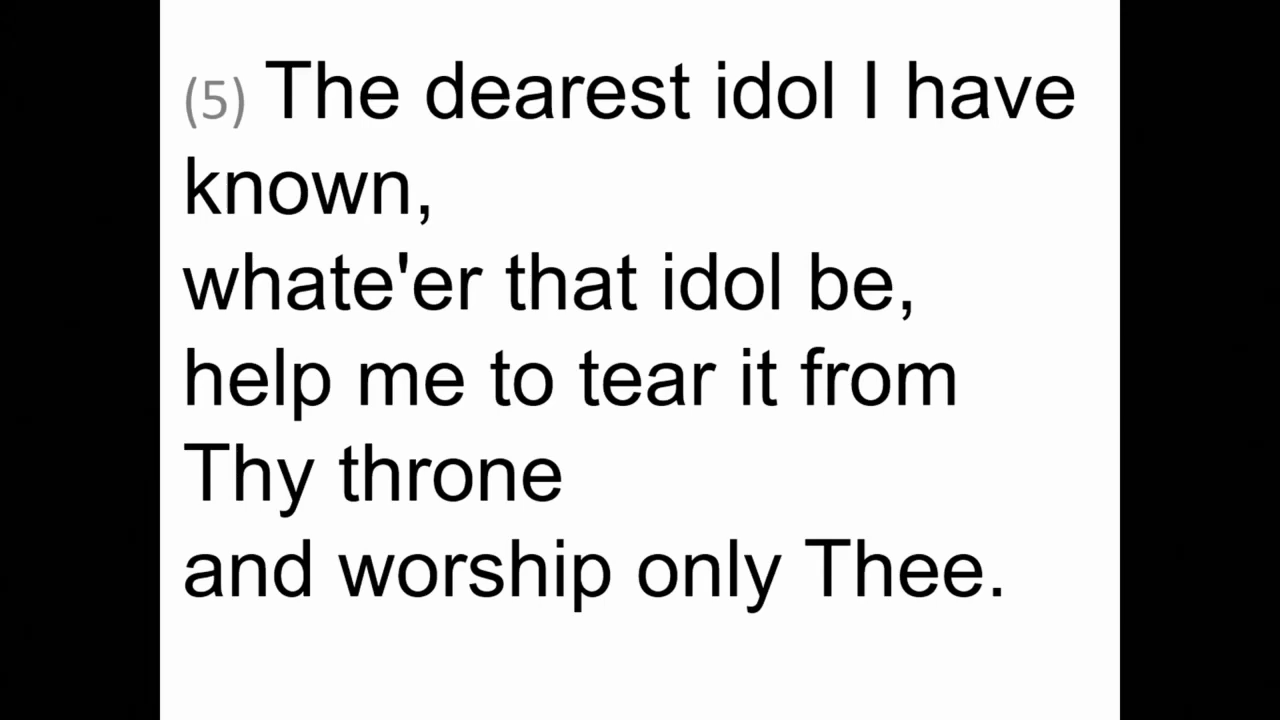 (5) The dearest idol I have
known,
whate'er that idol be,
help me to tear it from
Thy throne
and worship only Thee.